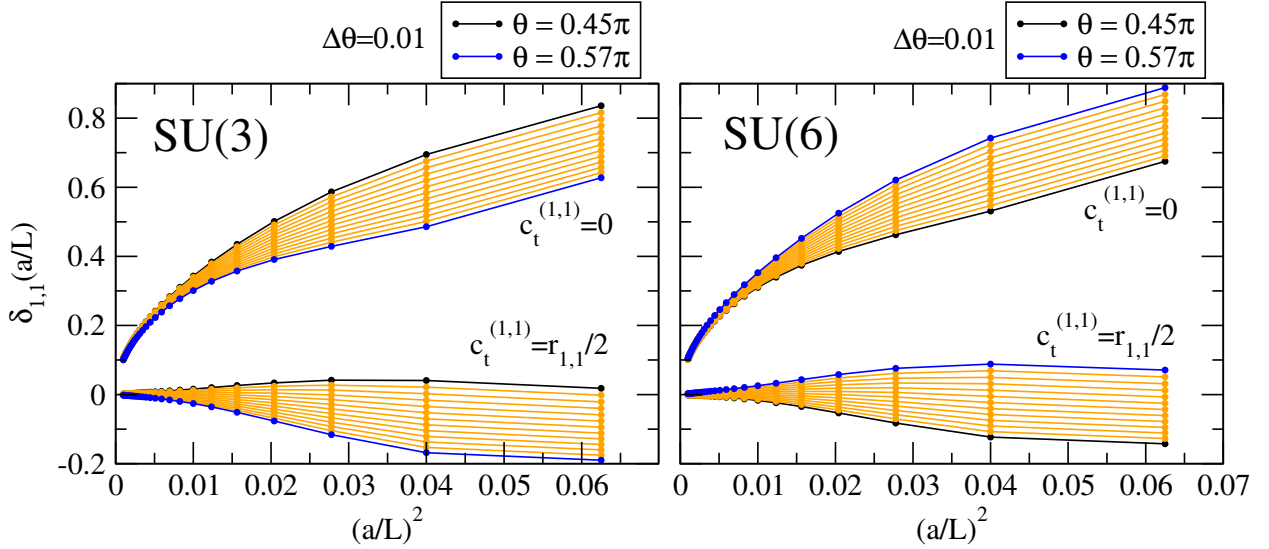 Δθ=0.01
θ = 0.45π
θ = 0.57π
Δθ=0.01
θ = 0.45π
θ = 0.57π
SU(3)
SU(6)
0.8
0.6
0.4
0.2
0
-0.2
δ1,1(a/L)
ct(1,1)=0
ct(1,1)=0
ct(1,1)=r1,1/2
ct(1,1)=r1,1/2
0 0.01 0.02 0.03 0.04 0.05 0.06
0 0.01 0.02 0.03 0.04 0.05 0.06 0.07
(a/L)2
(a/L)2